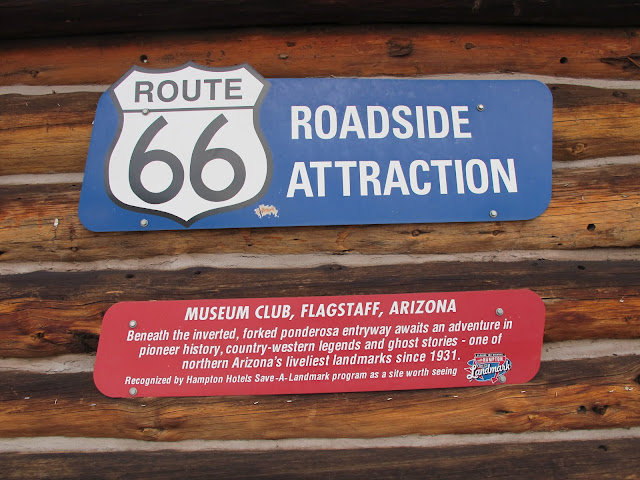 ROUTE
66
ROADSIDE
ATTRACTION
MUSEUM CLUB, FLAGSTAFF, ARIZONA
Beneath the inverted, forked ponderosa entryway awaits an adventure in
pioneer history, country-western legends and ghost stories - one of
northern Arizona's liveliest landmarks since 1931.
Recognized by Hampton Hotels Save-A-Landmark program as a site worth seeing
HAMPTON
Landmark